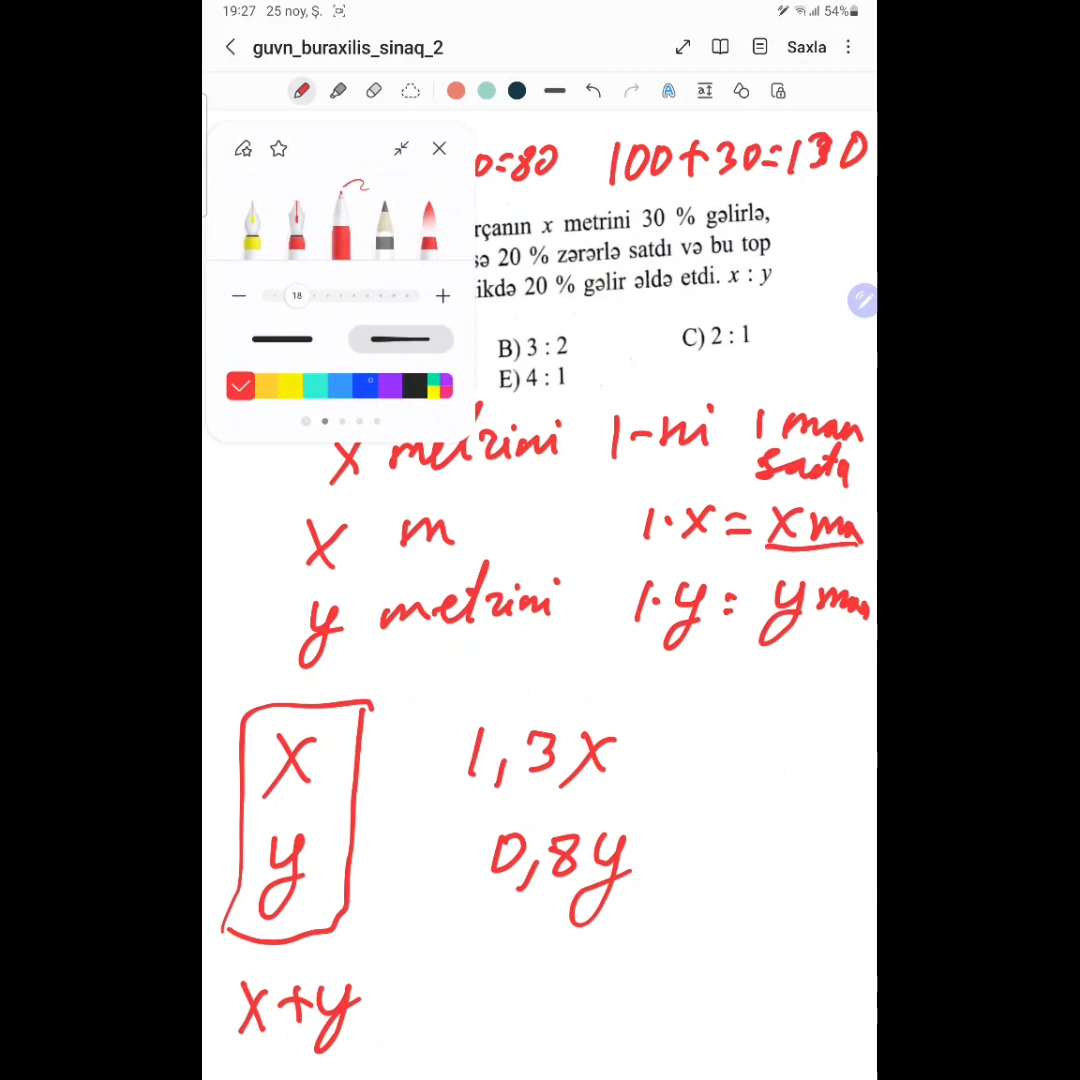 19:27 25 noy, Ş. 54%
guvn_buraxilis_sinaq_2 Saxla
0=80 100+30=130
rçanın x metrini 30 % gəlirlə,
sə 20 % zərərlə satdı və bu top
ikdə 20 % gəlir əldə etdi. x : y
18
B) 3 : 2 C) 2 : 1
E) 4 : 1
x metrini 1-ni 1 man
x m 1·x = x man
y metrini 1·y = y man
x 1,3x
y 0,8y
x+y